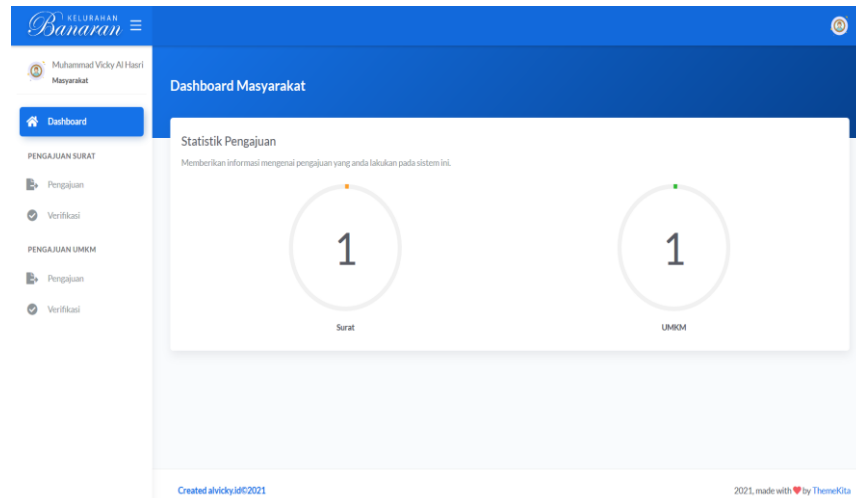 KELURAHAN
Banaran
Muhammad Vicky Al Hasri
Masyarakat
Dashboard
PENGAJUAN SURAT
Pengajuan
Verifikasi
PENGAJUAN UMKM
Pengajuan
Verifikasi
Dashboard Masyarakat
Statistik Pengajuan
Memberikan informasi mengenai pengajuan yang anda lakukan pada sistem ini.
1
Surat
1
UMKM
Created alvicky.id©2021
2021, made with ❤ by ThemeKita